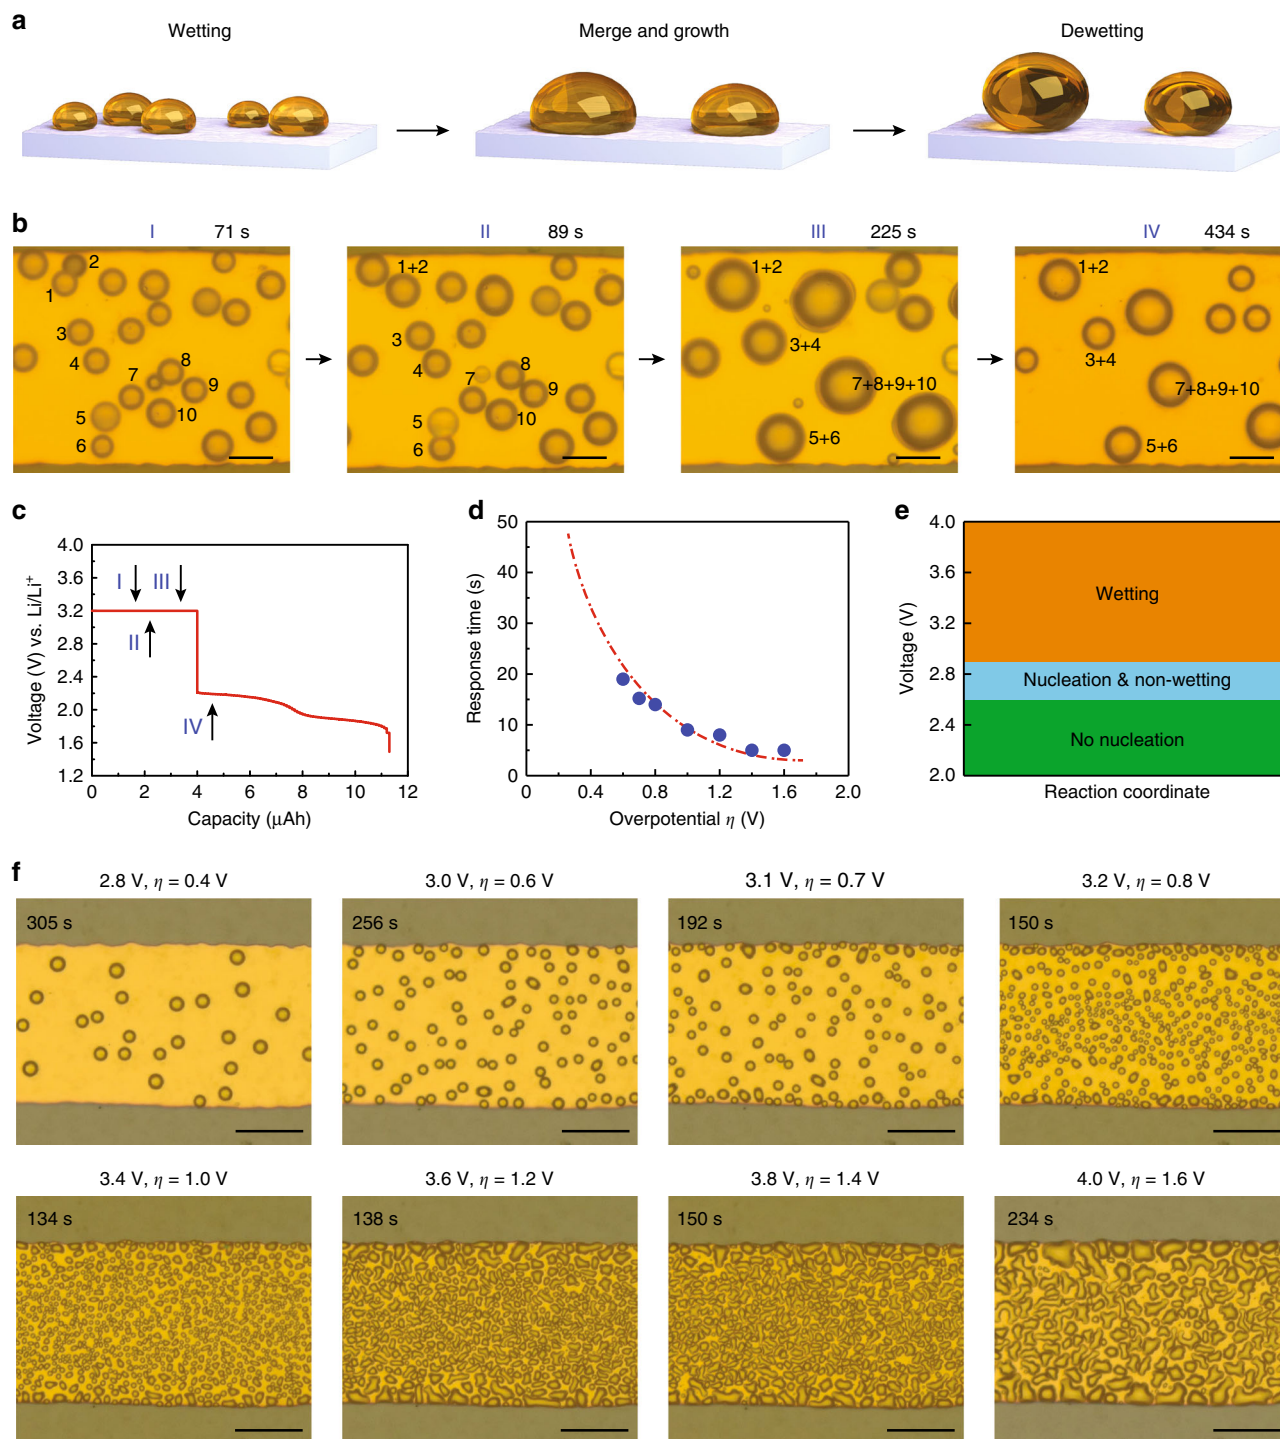 a
Wetting
Merge and growth
Dewetting
b
I 71 s
II 89 s
III 225 s
IV 434 s
2
1
3
4
7
8
9
5
10
6
1+2
3
4
7
8
9
5
10
6
1+2
3+4
7+8+9+10
5+6
1+2
3+4
7+8+9+10
5+6
c
Voltage (V) vs. Li/Li⁺
4.0
3.6
3.2
2.8
2.4
2.0
1.6
1.2
I
III
II
IV
0 2 4 6 8 10 12
Capacity (μAh)
d
Response time (s)
50
40
30
20
10
0
0 0.4 0.8 1.2 1.6 2.0
Overpotential η (V)
e
Voltage (V)
4.0
3.6
3.2
2.8
2.4
2.0
Wetting
Nucleation & non-wetting
No nucleation
Reaction coordinate
f
2.8 V, η = 0.4 V
3.0 V, η = 0.6 V
3.1 V, η = 0.7 V
3.2 V, η = 0.8 V
305 s
256 s
192 s
150 s
3.4 V, η = 1.0 V
3.6 V, η = 1.2 V
3.8 V, η = 1.4 V
4.0 V, η = 1.6 V
134 s
138 s
150 s
234 s